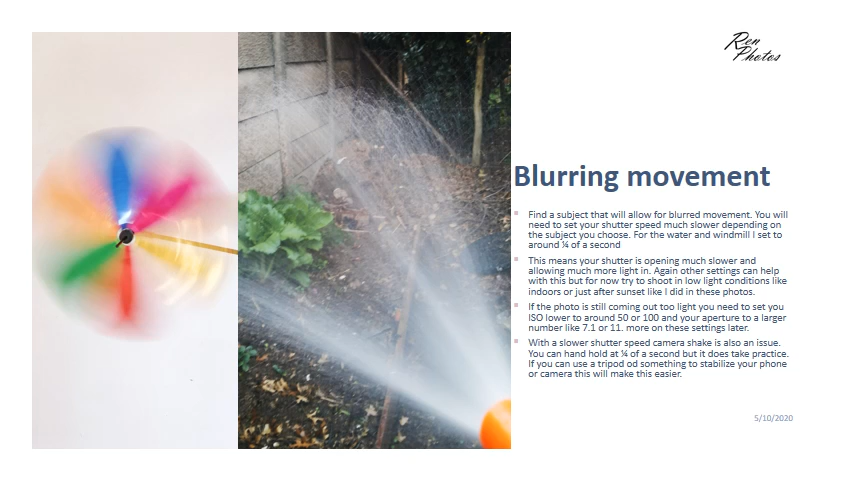 Ren
Photos
Blurring movement
Find a subject that will allow for blurred movement. You will
need to set your shutter speed much slower depending on
the subject you choose. For the water and windmill I set to
around ¼ of a second
This means your shutter is opening much slower and
allowing much more light in. Again other settings can help
with this but for now try to shoot in low light conditions like
indoors or just after sunset like I did in these photos.
If the photo is still coming out too light you need to set you
ISO lower to around 50 or 100 and your aperture to a larger
number like 7.1 or 11. more on these settings later.
With a slower shutter speed camera shake is also an issue.
You can hand hold at ¼ of a second but it does take practice.
If you can use a tripod od something to stabilize your phone
or camera this will make this easier.
5/10/2020